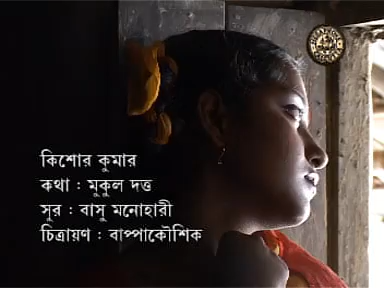 কিশোর কুমার
কথা : মুকুল দত্ত
সুর : বাসু মনোহারী
চিত্রায়ণ : বাপ্পাকৌশিক